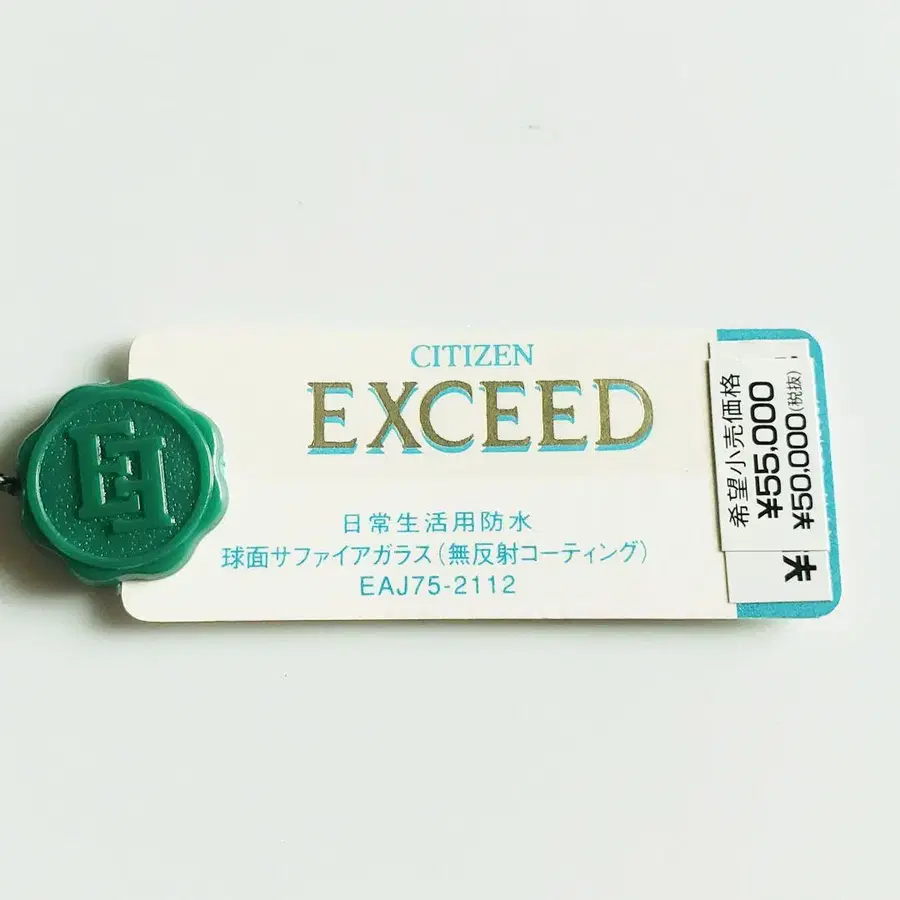 CITIZEN
EXCEED
日常生活用防水
球面サファイアガラス(無反射コーティング)
EAJ75-2112
希望小売価格
¥55,000
¥50,000(税抜)